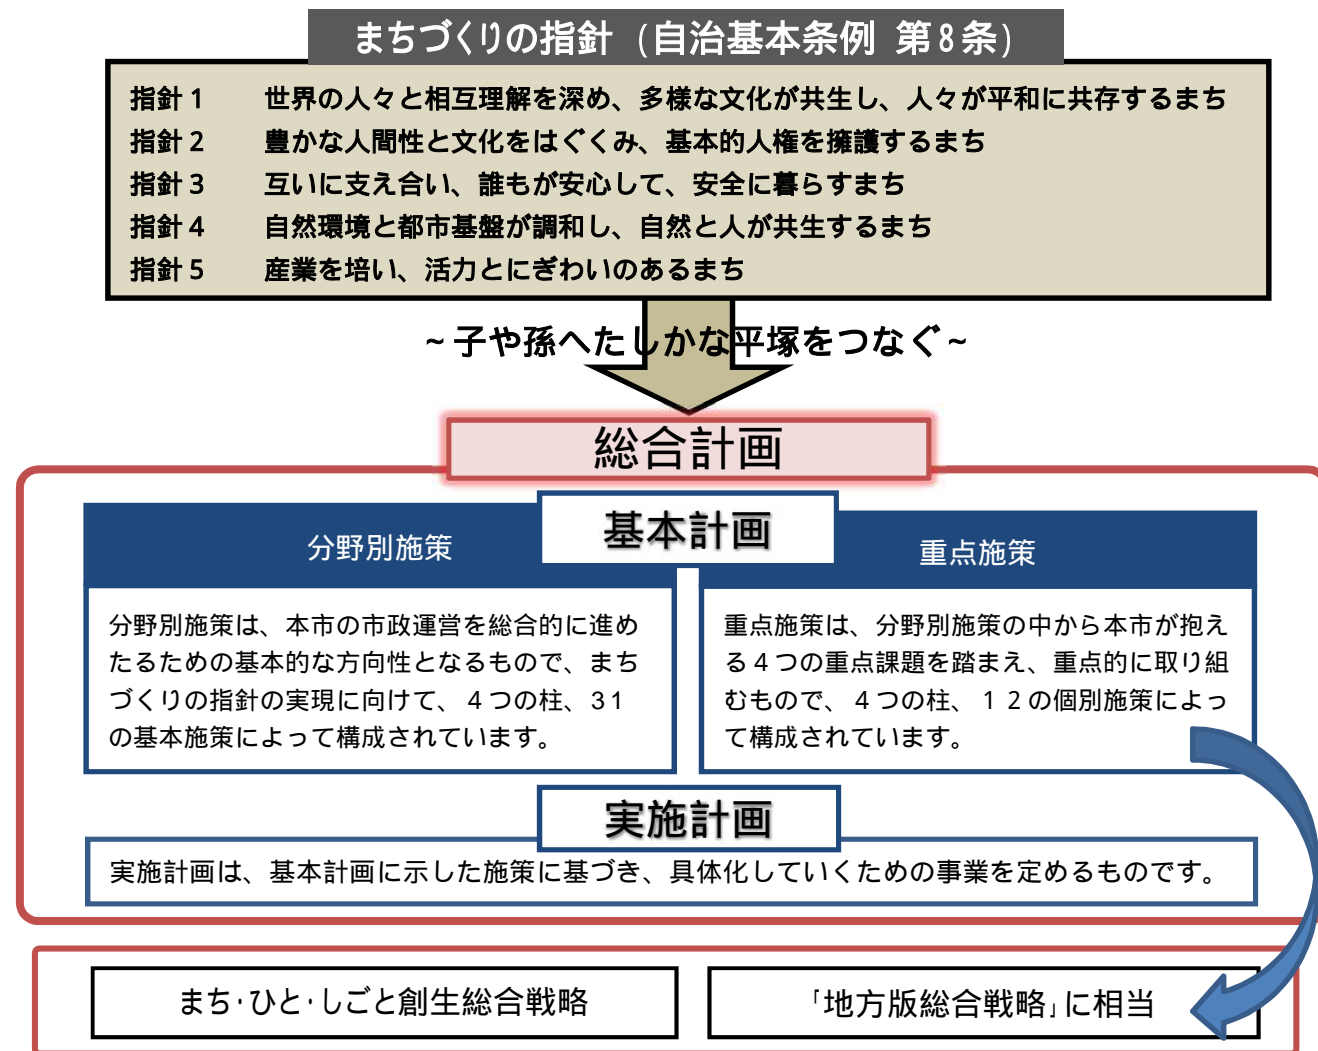 まちづくりの指針 (自治基本条例 第8条)
指針1 世界の人々と相互理解を深め、多様な文化が共生し、人々が平和に共存するまち
指針2 豊かな人間性と文化をはぐくみ、基本的人権を擁護するまち
指針3 互いに支え合い、誰もが安心して、安全に暮らすまち
指針4 自然環境と都市基盤が調和し、自然と人が共生するまち
指針5 産業を培い、活力とにぎわいのあるまち
~子や孫へたしかな平塚をつなぐ~
総合計画
基本計画
分野別施策
分野別施策は、本市の市政運営を総合的に進め
たるための基本的な方向性となるもので、まち
づくりの指針の実現に向けて、4つの柱、31
の基本施策によって構成されています。
重点施策
重点施策は、分野別施策の中から本市が抱え
る4つの重点課題を踏まえ、重点的に取り組
むもので、4つの柱、12の個別施策によっ
て構成されています。
実施計画
実施計画は、基本計画に示した施策に基づき、具体化していくための事業を定めるものです。
まち・ひと・しごと創生総合戦略
「地方版総合戦略」に相当